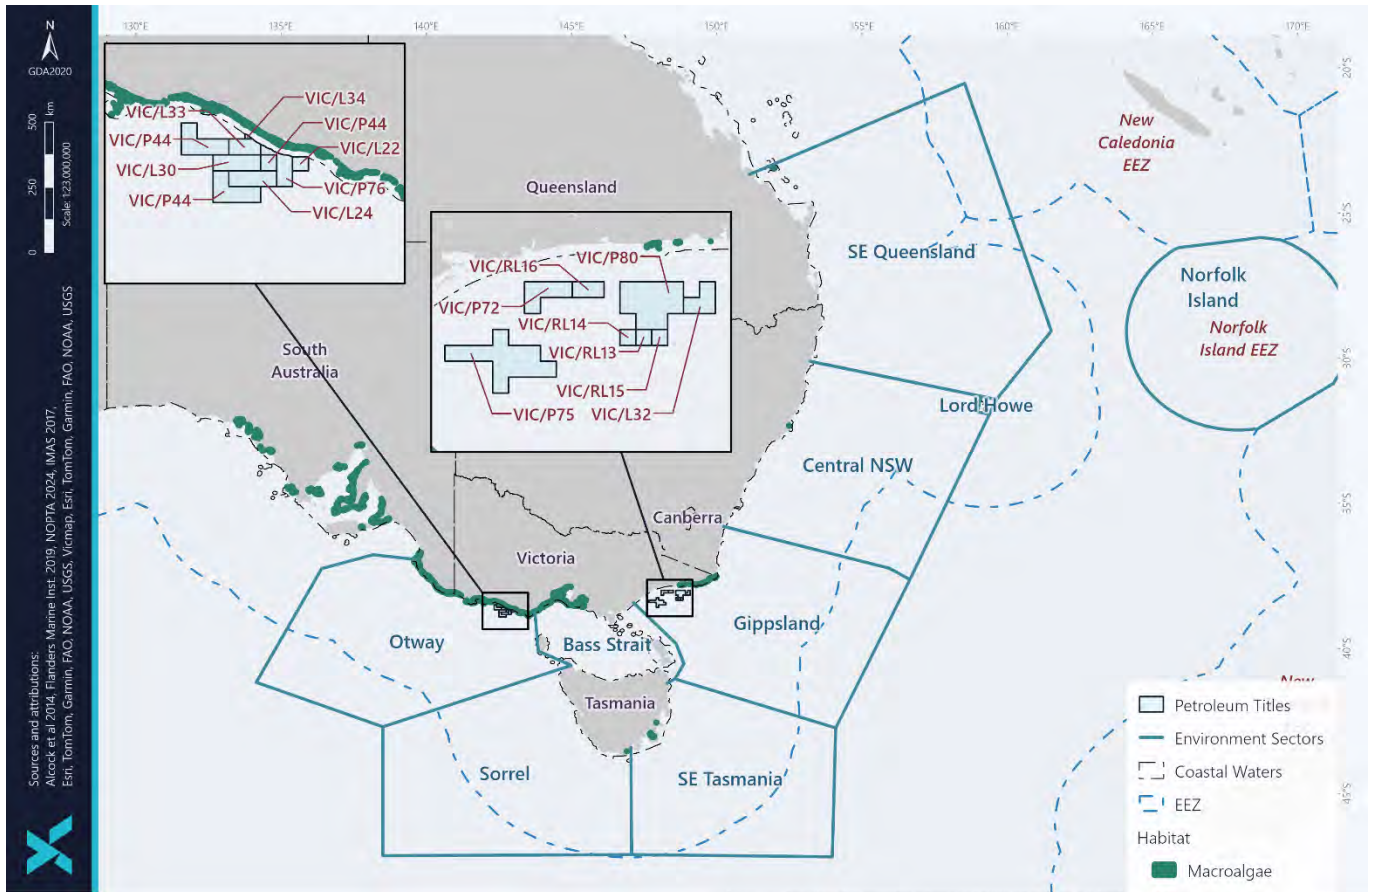 N
GDA2020
km
500
250
0
Scale: 1:23,000,000
Sources and attributions:
Alcock et al 2014, Flanders Marine Inst. 2019, NOPTA 2024, IMAS 2017,
Esri, TomTom, Garmin, FAO, NOAA, USGS, Vicmap, Esri, TomTom, Garmin, FAO, NOAA, USGS
130°E
135°E
140°E
145°E
150°E
155°E
160°E
165°E
170°E
20°S
25°S
30°S
35°S
40°S
45°S
VIC/L34
VIC/L33
VIC/P44
VIC/P44
VIC/L22
VIC/L30
VIC/P76
VIC/P44
VIC/L24
Queensland
VIC/P80
VIC/RL16
VIC/P72
VIC/RL14
VIC/RL13
VIC/RL15
VIC/P75
VIC/L32
South
Australia
New
Caledonia
EEZ
SE Queensland
Norfolk
Island
Norfolk
Island EEZ
Lord Howe
Central NSW
Canberra
Victoria
Gippsland
Otway
Bass Strait
Tasmania
Sorrel
SE Tasmania
New
Petroleum Titles
Environment Sectors
Coastal Waters
EEZ
Habitat
Macroalgae